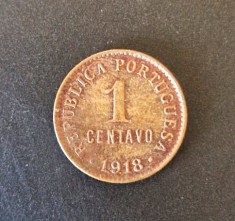 REPUBLICA PORTUGUESA
1
CENTAVO
• 1918 •